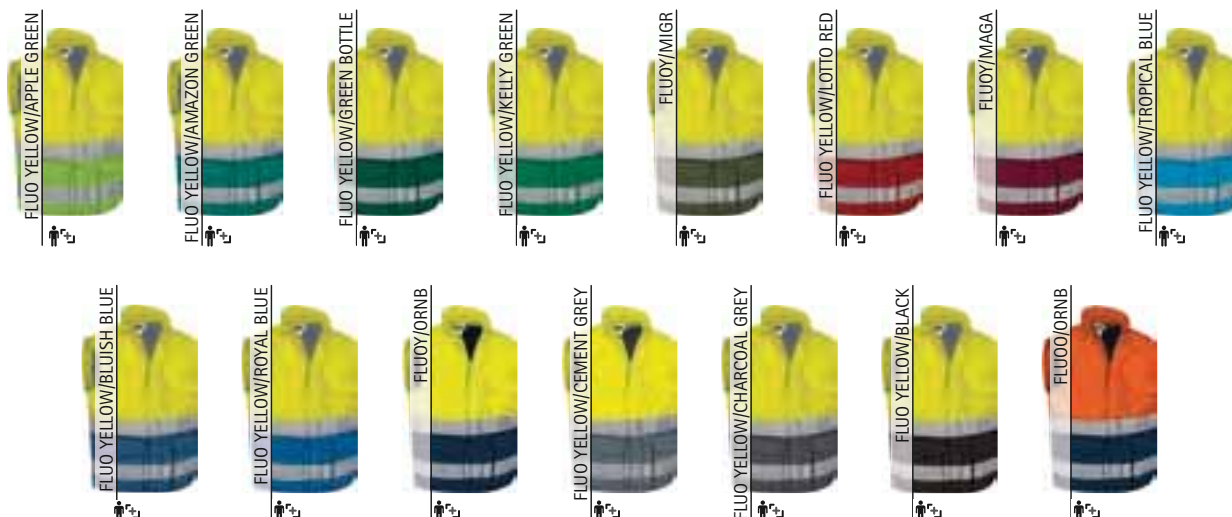 FLUO YELLOW/APPLE GREEN
FLUO YELLOW/AMAZON GREEN
FLUO YELLOW/GREEN BOTTLE
FLUO YELLOW/KELLY GREEN
FLUOY/MIGR
FLUO YELLOW/LOTTO RED
FLUOY/MAGA
FLUO YELLOW/TROPICAL BLUE
FLUO YELLOW/BLUISH BLUE
FLUO YELLOW/ROYAL BLUE
FLUOY/ORNB
FLUO YELLOW/CEMENT GREY
FLUO YELLOW/CHARCOAL GREY
FLUO YELLOW/BLACK
FLUOO/ORNB